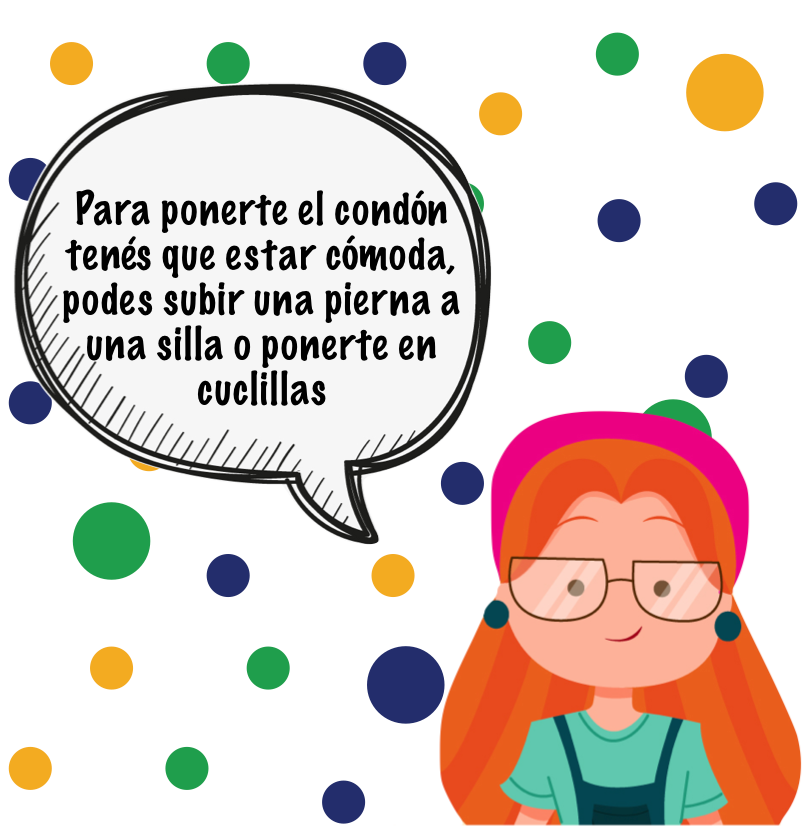 Para ponerte el condón
tenés que estar cómoda,
podes subir una pierna a
una silla o ponerte en
cuclillas